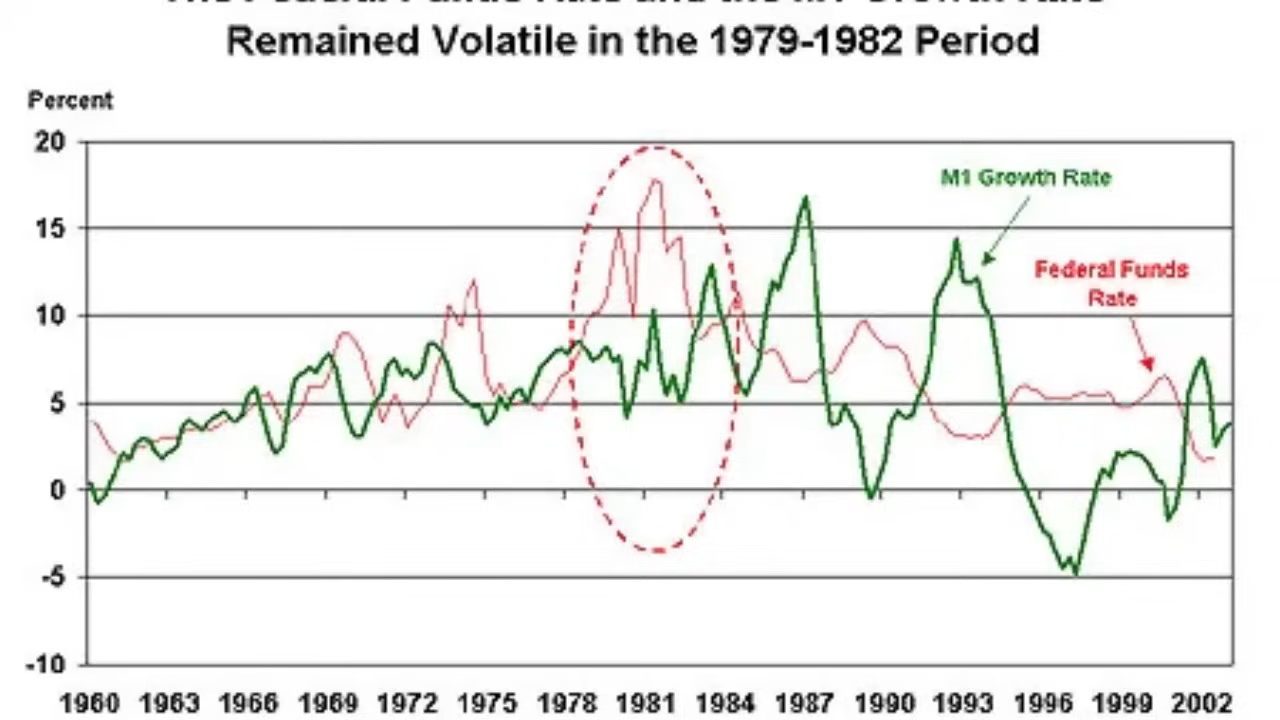 Remained Volatile in the 1979-1982 Period
Percent
20
15
10
5
0
-5
-10
M1 Growth Rate
Federal Funds
Rate
1960 1963 1966 1969 1972 1975 1978 1981 1984 1987 1990 1993 1996 1999 2002